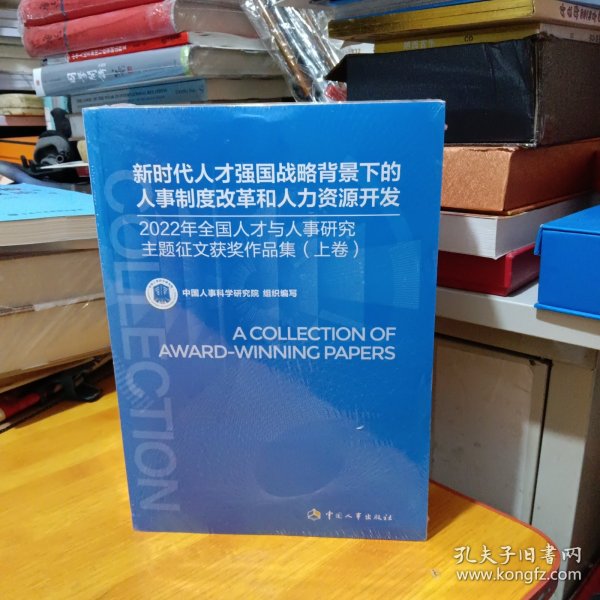 新时代人才强国战略背景下的
人事制度改革和人力资源开发
2022年全国人才与人事研究
主题征文获奖作品集（上卷）
中国人事科学研究院 组织编写
A COLLECTION OF
AWARD-WINNING PAPERS
COLLECTION
中国人事出版社
孔夫子旧书网
www.kongfz.com